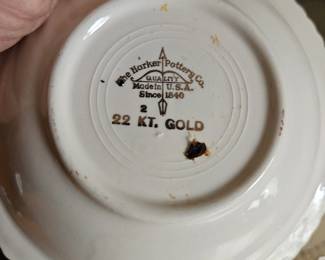 The Harker Pottery Co.
QUALITY
Made in U.S.A.
Since 1840
2
22 KT. GOLD